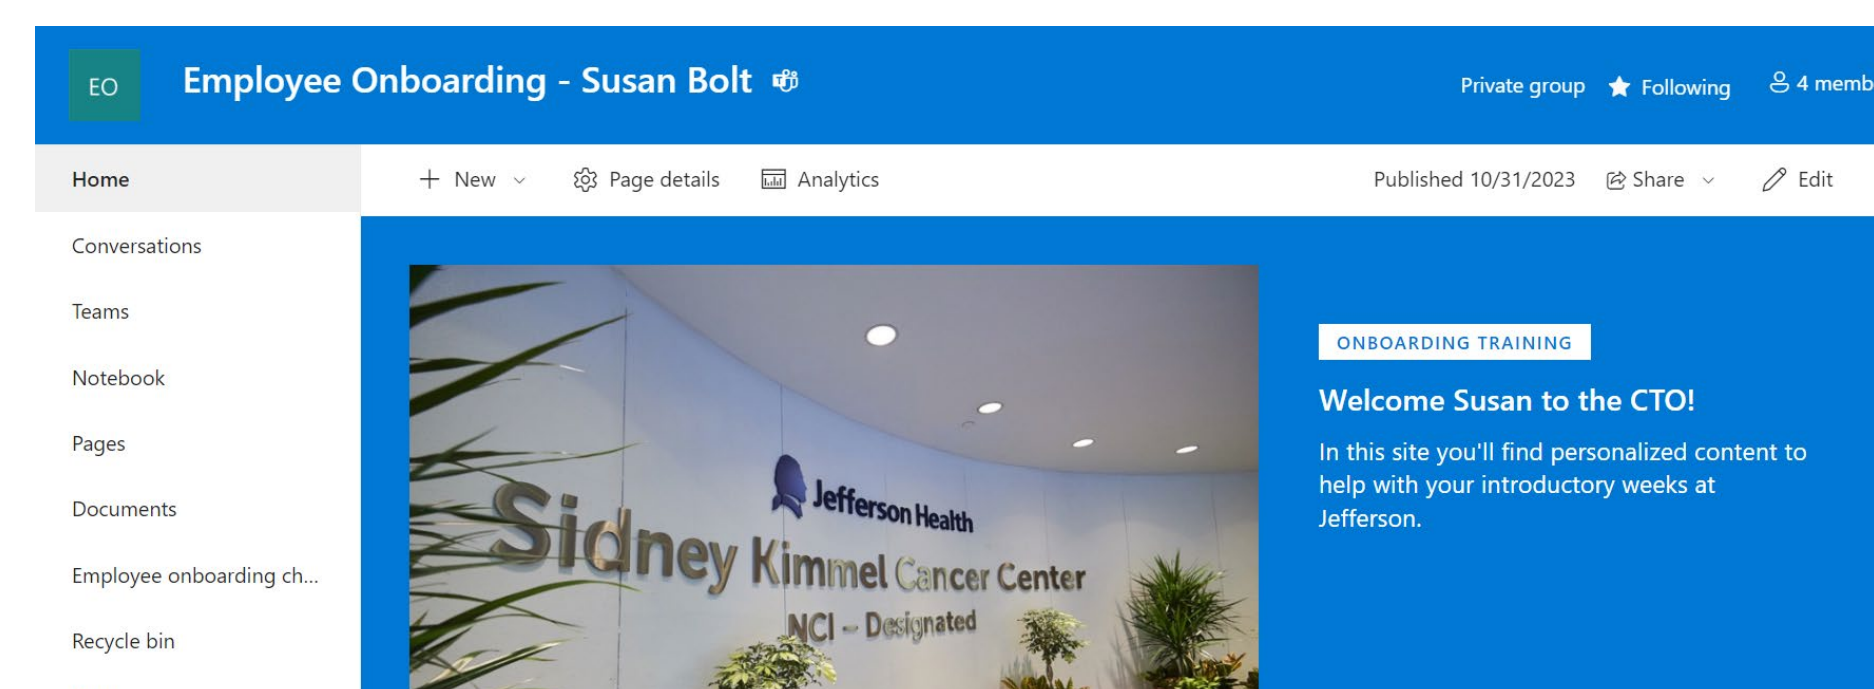 EO
Employee Onboarding - Susan Bolt
Private group
Following
4 memb
Home
Conversations
Teams
Notebook
Pages
Documents
Employee onboarding ch...
Recycle bin
New
Page details
Analytics
Published 10/31/2023
Share
Edit
Jefferson Health
Sidney Kimmel Cancer Center
NCI – Designated
ONBOARDING TRAINING
Welcome Susan to the CTO!
In this site you'll find personalized content to
help with your introductory weeks at
Jefferson.